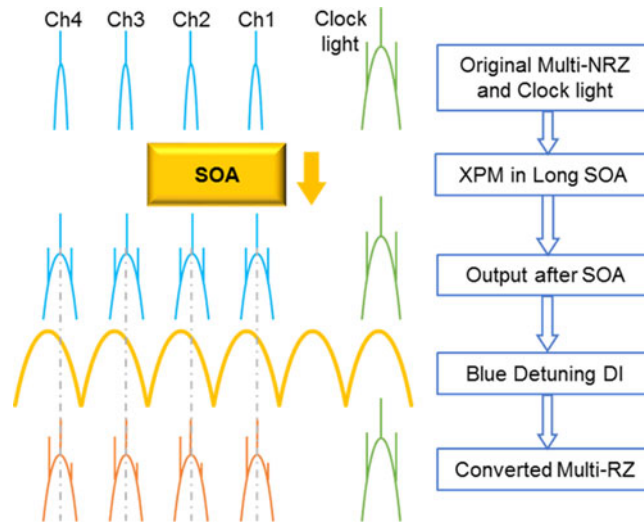 Ch4 Ch3 Ch2 Ch1 Clock
light
SOA
Original Multi-NRZ
and Clock light
XPM in Long SOA
Output after SOA
Blue Detuning DI
Converted Multi-RZ